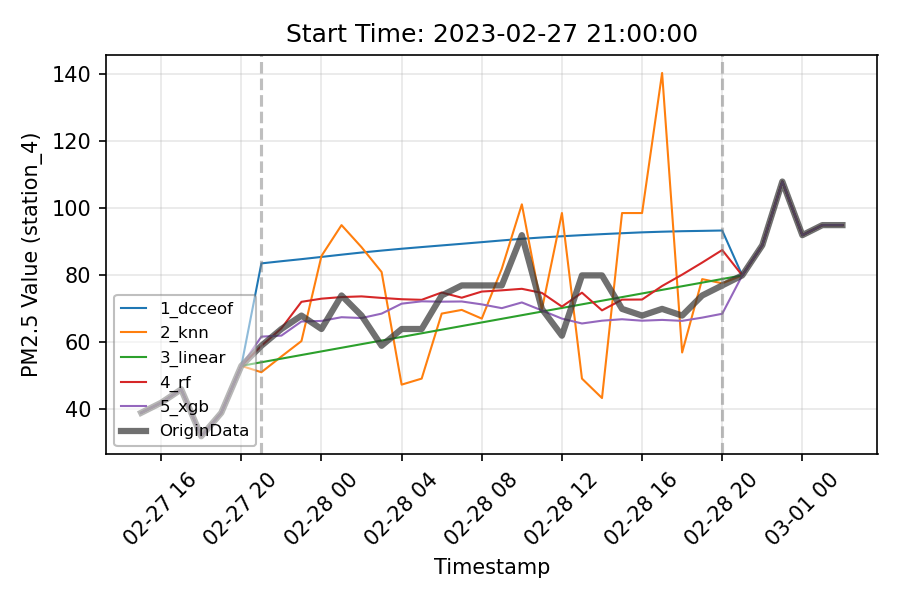 Start Time: 2023-02-27 21:00:00
PM2.5 Value (station_4)
140
120
100
80
60
40
1_dcceof
2_knn
3_linear
4_rf
5_xgb
OriginData
02-27 16
02-27 20
02-28 00
02-28 04
02-28 08
02-28 12
02-28 16
02-28 20
03-01 00
Timestamp